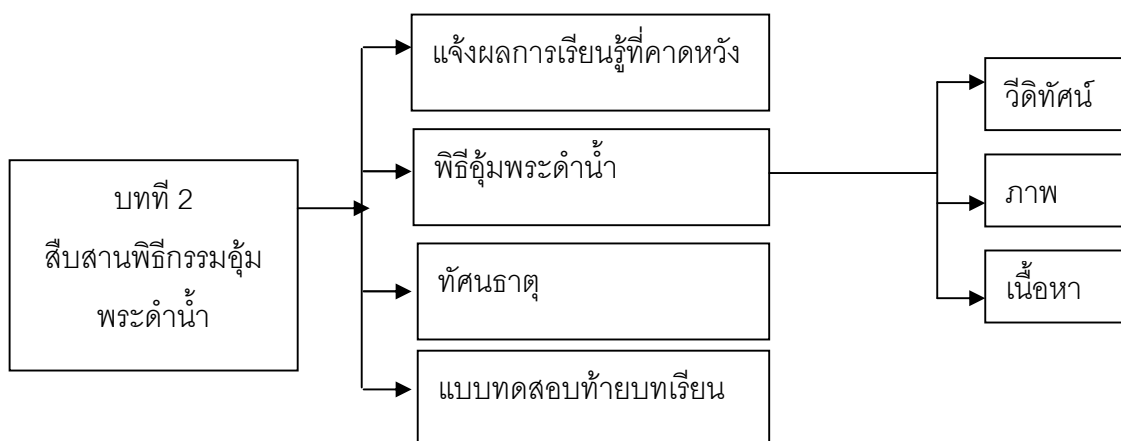 บทที่ 2
สืบสานพิธีกรรมอุ้ม
พระดำน้ำ
แจ้งผลการเรียนรู้ที่คาดหวัง
พิธีอุ้มพระดำน้ำ
ทัศนธาตุ
แบบทดสอบท้ายบทเรียน
วีดิทัศน์
ภาพ
เนื้อหา